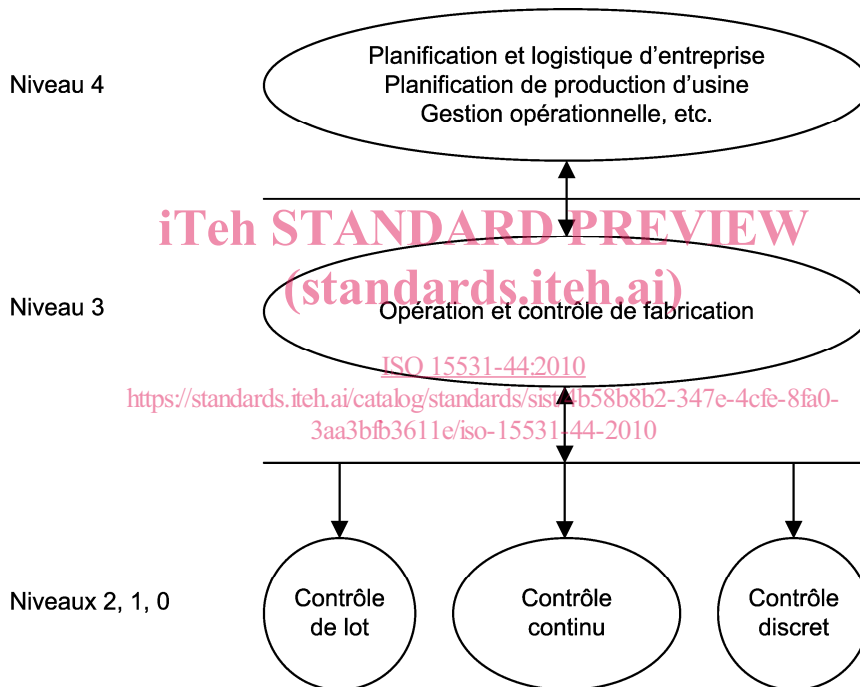 Planification et logistique d'entreprise
Niveau 4
Planification de production d'usine
Gestion opérationnelle, etc.
iTeh STANDARD PREVIEW
(standards.iteh.ai)
Niveau 3
Opération et contrôle de fabrication
ISO 15531-44:2010
https://standards.iteh.ai/catalog/standards/sist/4b58b8b2-347e-4cfe-8fa0-
3aa3bfb3611e/iso-15531-44-2010
Niveaux 2, 1, 0
Contrôle
de lot
Contrôle
continu
Contrôle
discret